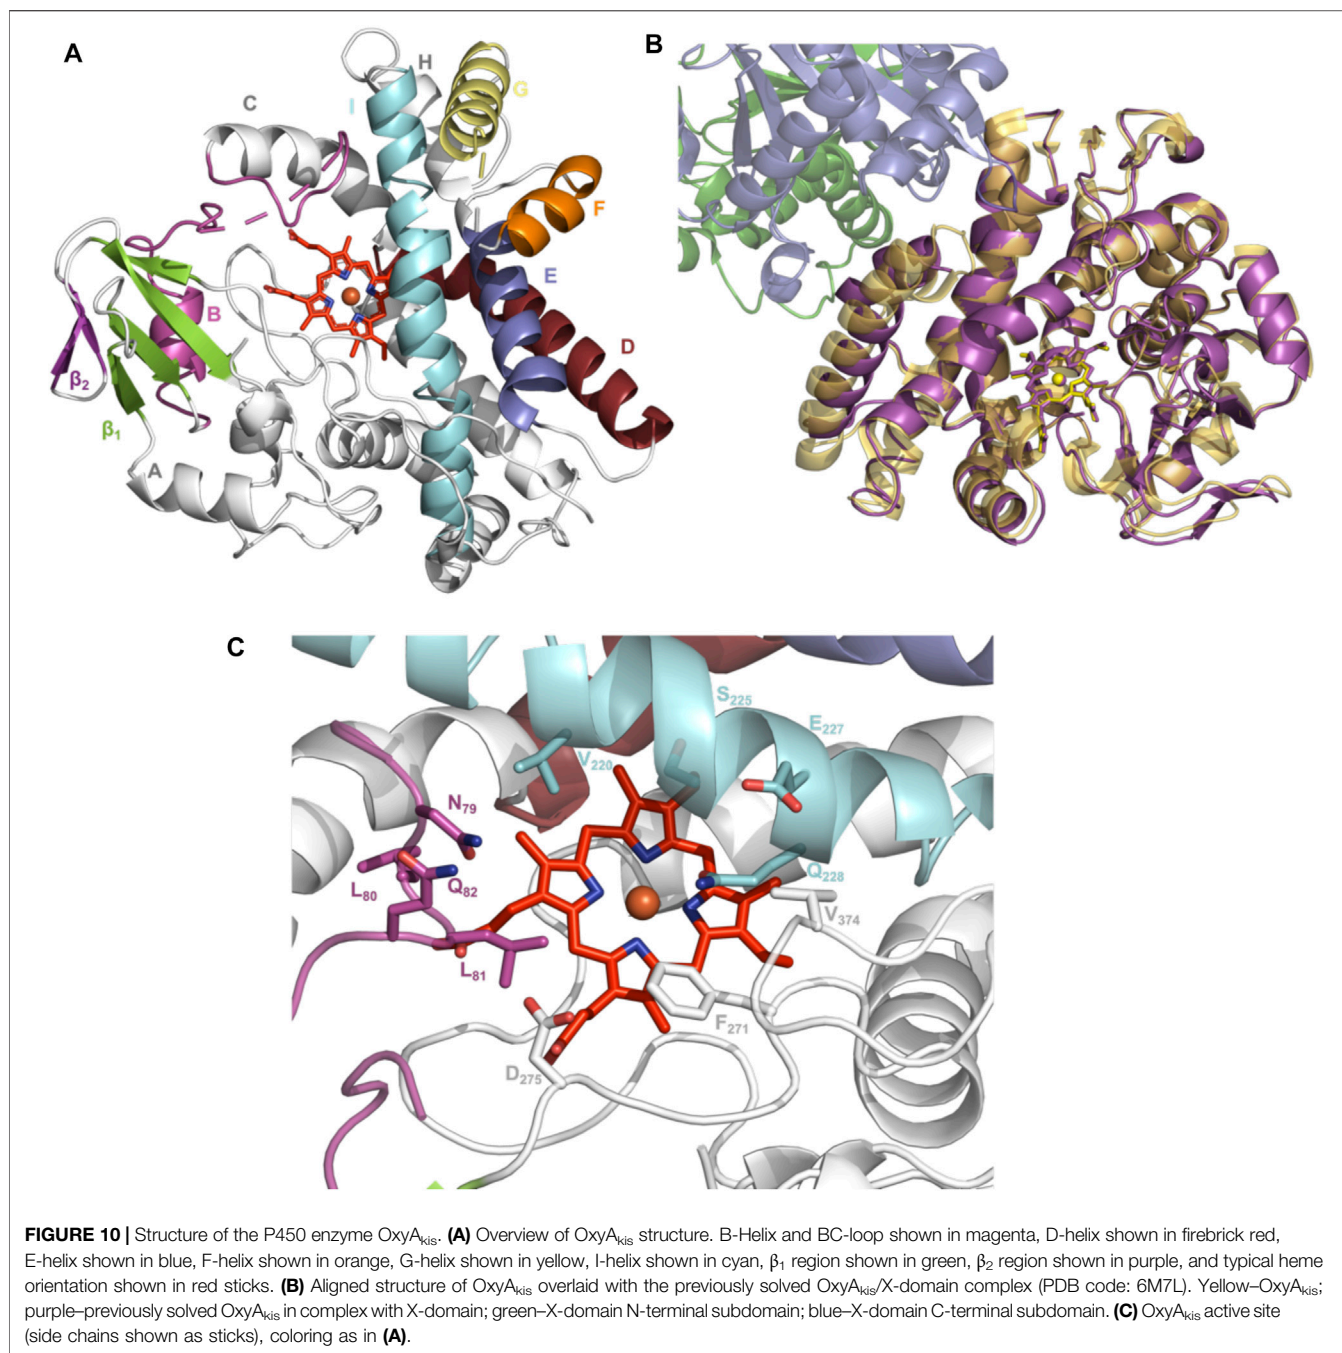 A
B
H
G
C
I
F
E
B
D
β₂
β₁
A
C
S₂₂₅
E₂₂₇
V₂₂₀
N₇₉
L₈₀
Q₈₂
Q₂₂₈
V₃₇₄
L₈₁
F₂₇₁
D₂₇₅
FIGURE 10 | Structure of the P450 enzyme OxyAkis. (A) Overview of OxyAkis structure. B-Helix and BC-loop shown in magenta, D-helix shown in firebrick red,
E-helix shown in blue, F-helix shown in orange, G-helix shown in yellow, I-helix shown in cyan, β₁ region shown in green, β₂ region shown in purple, and typical heme
orientation shown in red sticks. (B) Aligned structure of OxyAkis overlaid with the previously solved OxyAkis/X-domain complex (PDB code: 6M7L). Yellow–OxyAkis;
purple–previously solved OxyAkis in complex with X-domain; green–X-domain N-terminal subdomain; blue–X-domain C-terminal subdomain. (C) OxyAkis active site
(side chains shown as sticks), coloring as in (A).